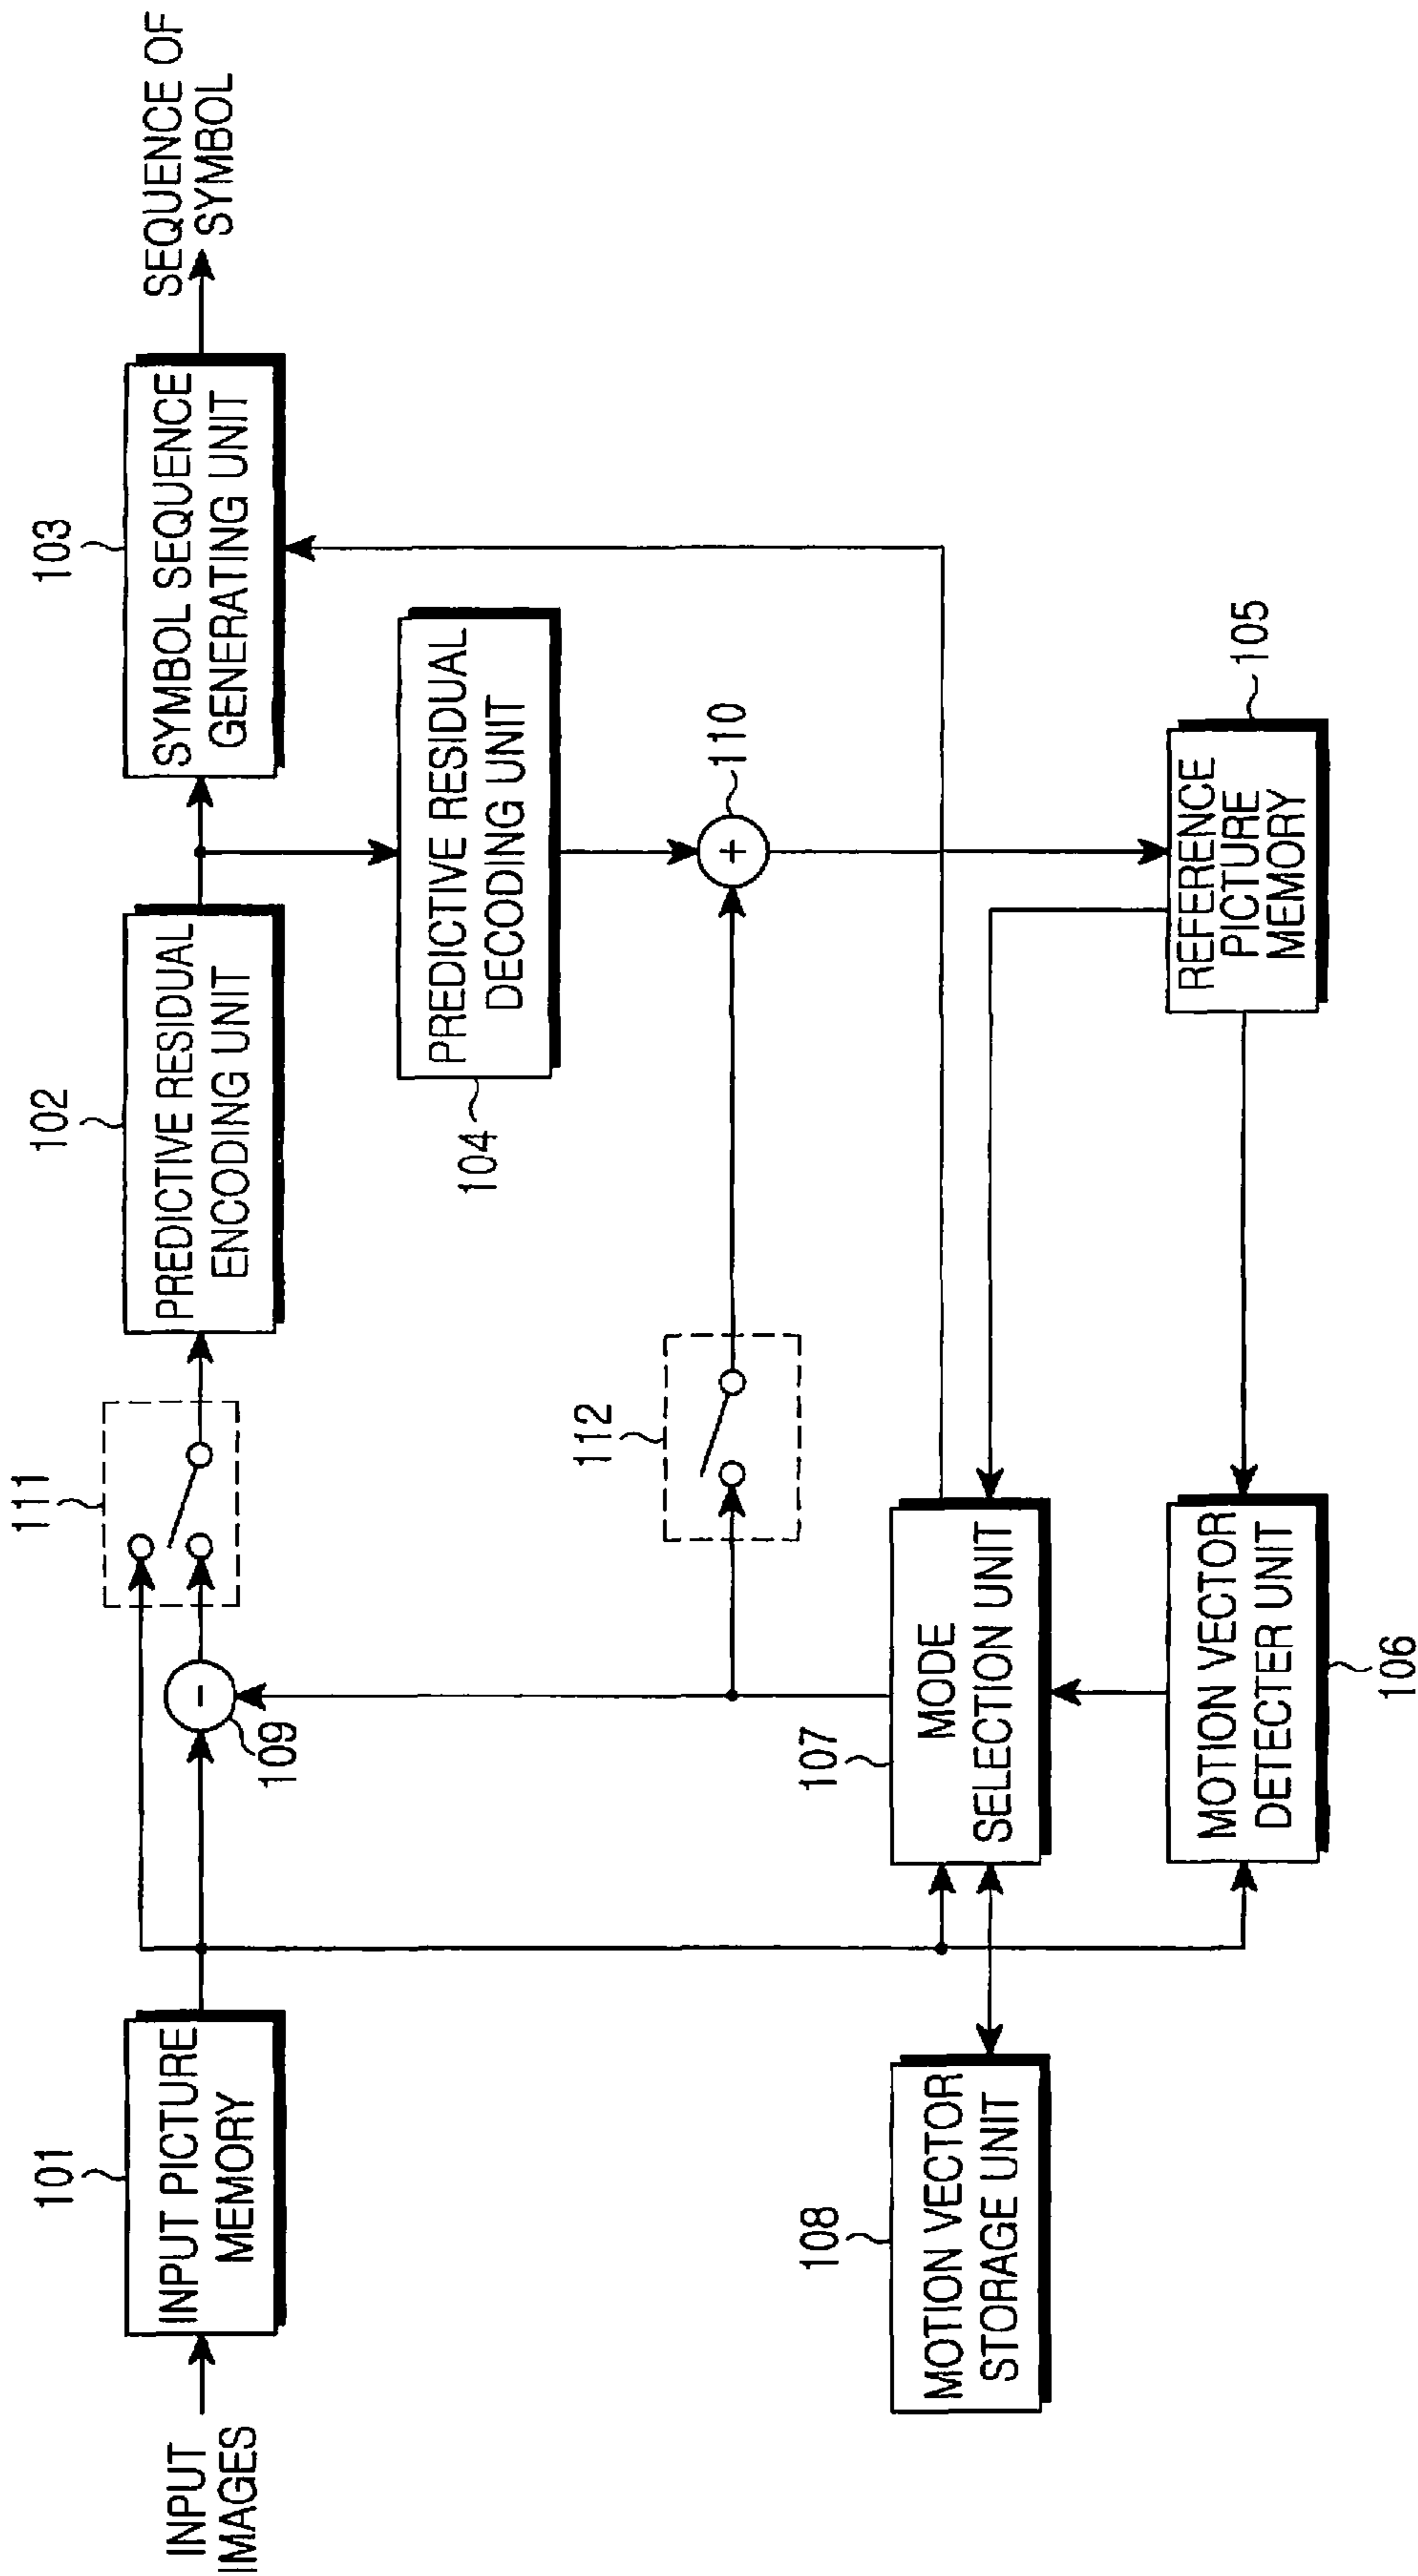 INPUT
IMAGES
101
INPUT PICTURE
MEMORY
109
111
102
PREDICTIVE RESIDUAL
ENCODING UNIT
103
SYMBOL SEQUENCE
GENERATING UNIT
SEQUENCE OF
SYMBOL
-
PREDICTIVE RESIDUAL
DECODING UNIT
104
112
+
110
108
MOTION VECTOR
STORAGE UNIT
107
MODE
SELECTION UNIT
MOTION VECTOR
DETECTER UNIT
106
REFERENCE
PICTURE
MEMORY
105